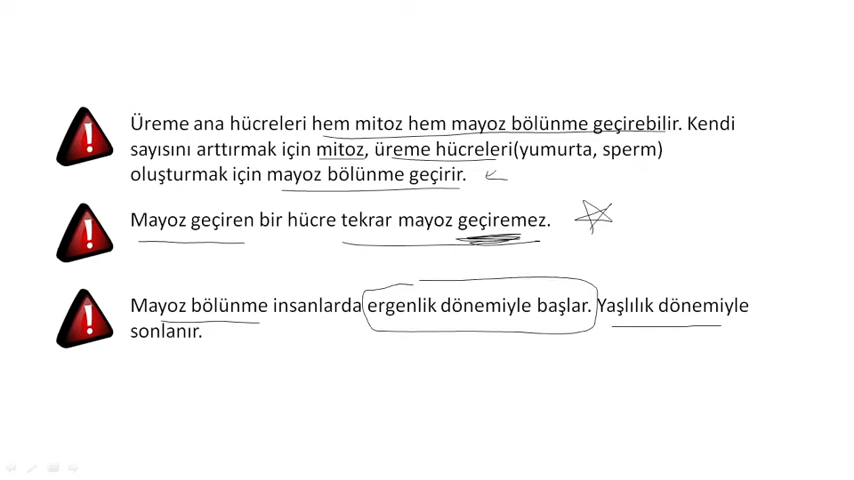 Üreme ana hücreleri hem mitoz hem mayoz bölünme geçirebilir. Kendi
sayısını arttırmak için mitoz, üreme hücreleri(yumurta, sperm)
oluşturmak için mayoz bölünme geçirir.
Mayoz geçiren bir hücre tekrar mayoz geçiremez.
Mayoz bölünme insanlarda ergenlik dönemiyle başlar. Yaşlılık dönemiyle
sonlanır.